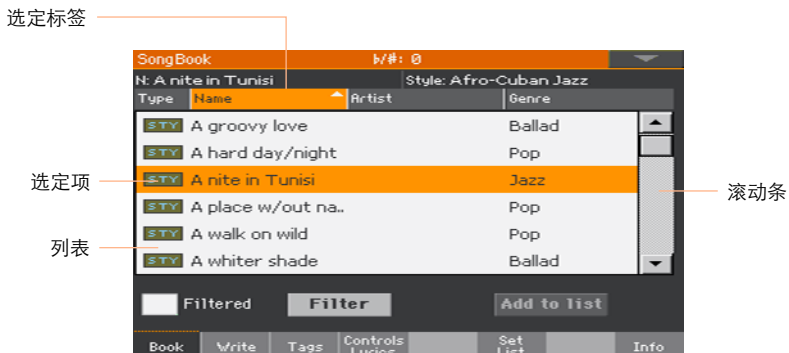 选定标签
SongBook ♭/#: 0
N: A nite in Tunisi Style: Afro-Cuban Jazz
Type Name Artist Genre
STY A groovy love Ballad
STY A hard day/night Pop
选定项 STY A nite in Tunisi Jazz 滚动条
STY A place w/out na.. Pop
列表 STY A walk on wild Pop
STY A whiter shade Ballad
Filtered Filter Add to list
Book Write Tags Controls Lyrics Set List Info